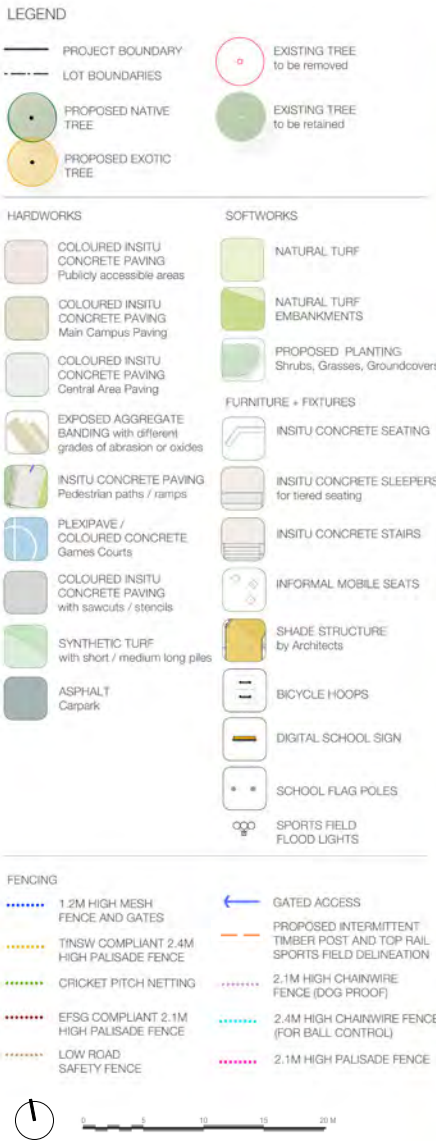 LEGEND
PROJECT BOUNDARY
LOT BOUNDARIES
PROPOSED NATIVE
TREE
PROPOSED EXOTIC
TREE
EXISTING TREE
to be removed
EXISTING TREE
to be retained
HARDWORKS
COLOURED INSITU
CONCRETE PAVING
Publicly accessible areas
COLOURED INSITU
CONCRETE PAVING
Main Campus Paving
COLOURED INSITU
CONCRETE PAVING
Central Area Paving
EXPOSED AGGREGATE
BANDING with different
grades of abrasion or oxides
INSITU CONCRETE PAVING
Pedestrian paths / ramps
PLEXIPAVE /
COLOURED CONCRETE
Games Courts
COLOURED INSITU
CONCRETE PAVING
with sawcuts / stencils
SYNTHETIC TURF
with short / medium long piles
ASPHALT
Carpark
SOFTWORKS
NATURAL TURF
NATURAL TURF
EMBANKMENTS
PROPOSED PLANTING
Shrubs, Grasses, Groundcovers
FURNITURE + FIXTURES
INSITU CONCRETE SEATING
INSITU CONCRETE SLEEPERS
for tiered seating
INSITU CONCRETE STAIRS
INFORMAL MOBILE SEATS
SHADE STRUCTURE
by Architects
BICYCLE HOOPS
DIGITAL SCHOOL SIGN
SCHOOL FLAG POLES
SPORTS FIELD
FLOOD LIGHTS
FENCING
1.2M HIGH MESH
FENCE AND GATES
TfNSW COMPLIANT 2.4M
HIGH PALISADE FENCE
CRICKET PITCH NETTING
EFSG COMPLIANT 2.1M
HIGH PALISADE FENCE
LOW ROAD
SAFETY FENCE
GATED ACCESS
PROPOSED INTERMITTENT
TIMBER POST AND TOP RAIL
SPORTS FIELD DELINEATION
2.1M HIGH CHAINWIRE
FENCE (DOG PROOF)
2.4M HIGH CHAINWIRE FENCE
(FOR BALL CONTROL)
2.1M HIGH PALISADE FENCE
0 5 10 15 20 M